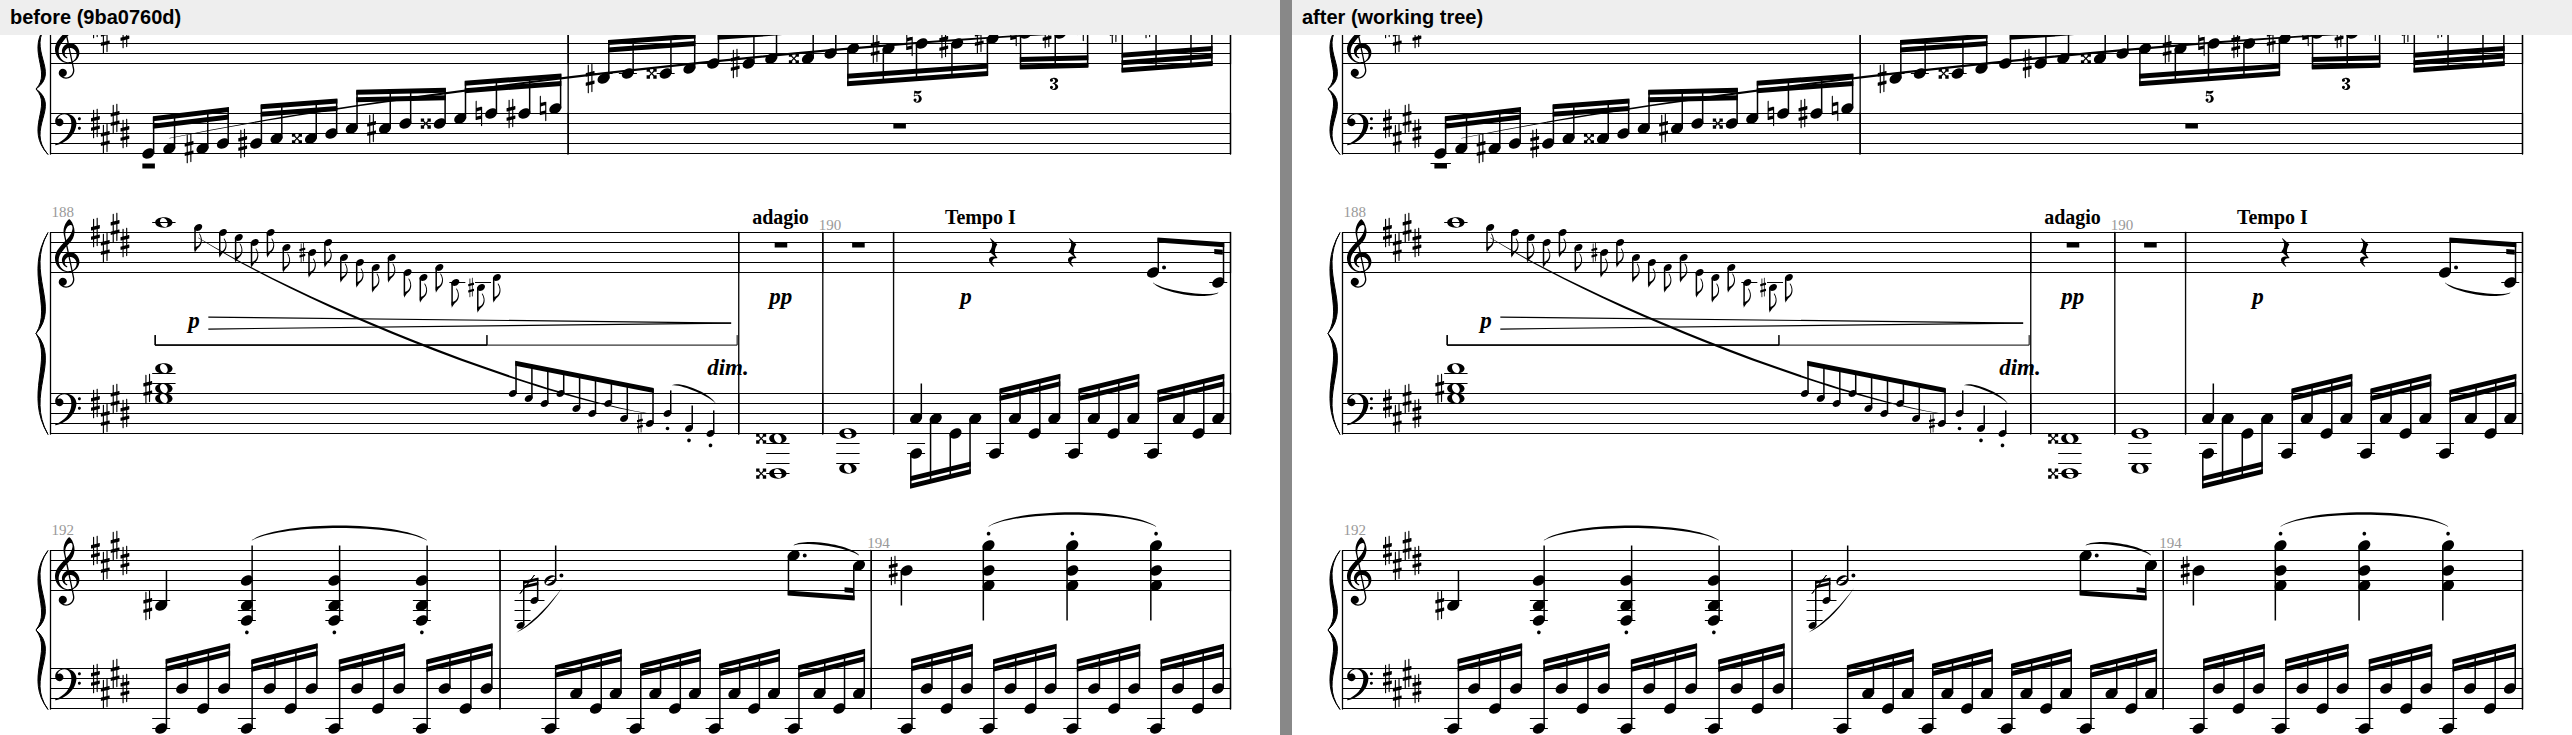 before (9ba0760d)
after (working tree)
5 3
5 3
188 adagio 190 Tempo I
188 adagio 190 Tempo I
pp p
pp p
p
p
dim.
dim.
192 194
192 194